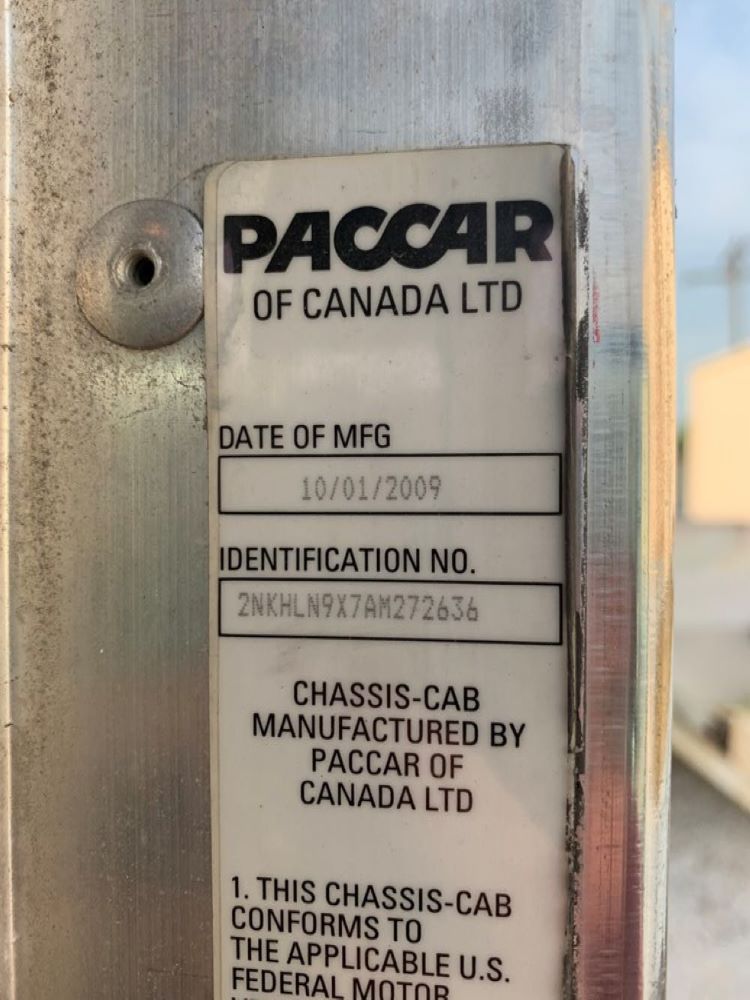 PACCAR
OF CANADA LTD
DATE OF MFG
10/01/2009
IDENTIFICATION NO.
2NKHLN9X7AM272636
CHASSIS-CAB
MANUFACTURED BY
PACCAR OF
CANADA LTD
1. THIS CHASSIS-CAB
CONFORMS TO
THE APPLICABLE U.S.
FEDERAL MOTOR